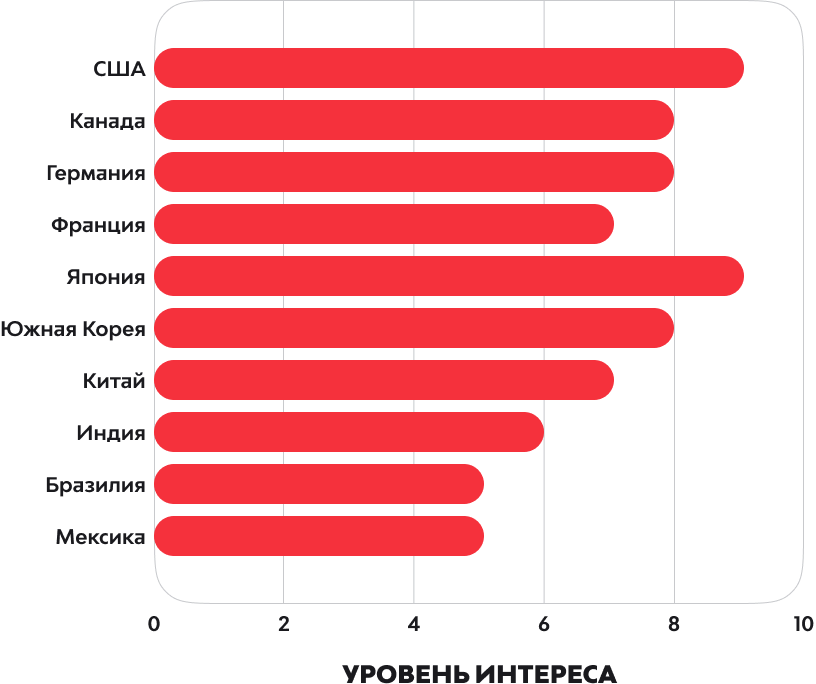 США
Канада
Германия
Франция
Япония
Южная Корея
Китай
Индия
Бразилия
Мексика
0 2 4 6 8 10
УРОВЕНЬ ИНТЕРЕСА